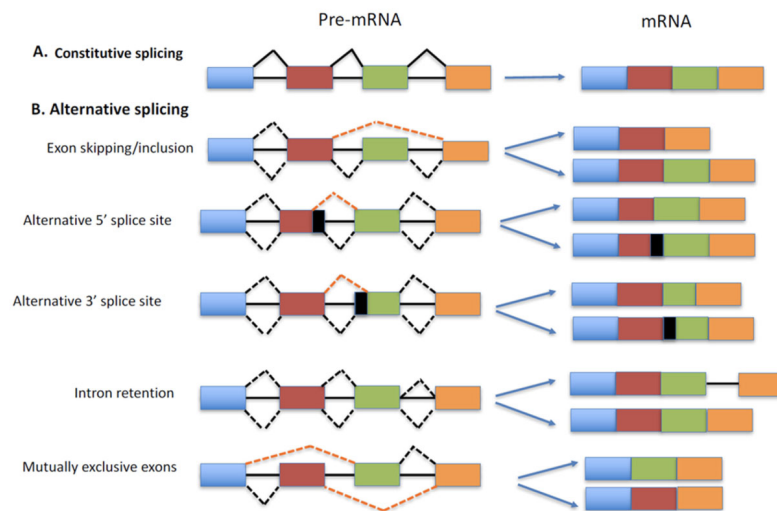 Pre-mRNA
mRNA
A. Constitutive splicing
B. Alternative splicing
Exon skipping/inclusion
Alternative 5’ splice site
Alternative 3’ splice site
Intron retention
Mutually exclusive exons